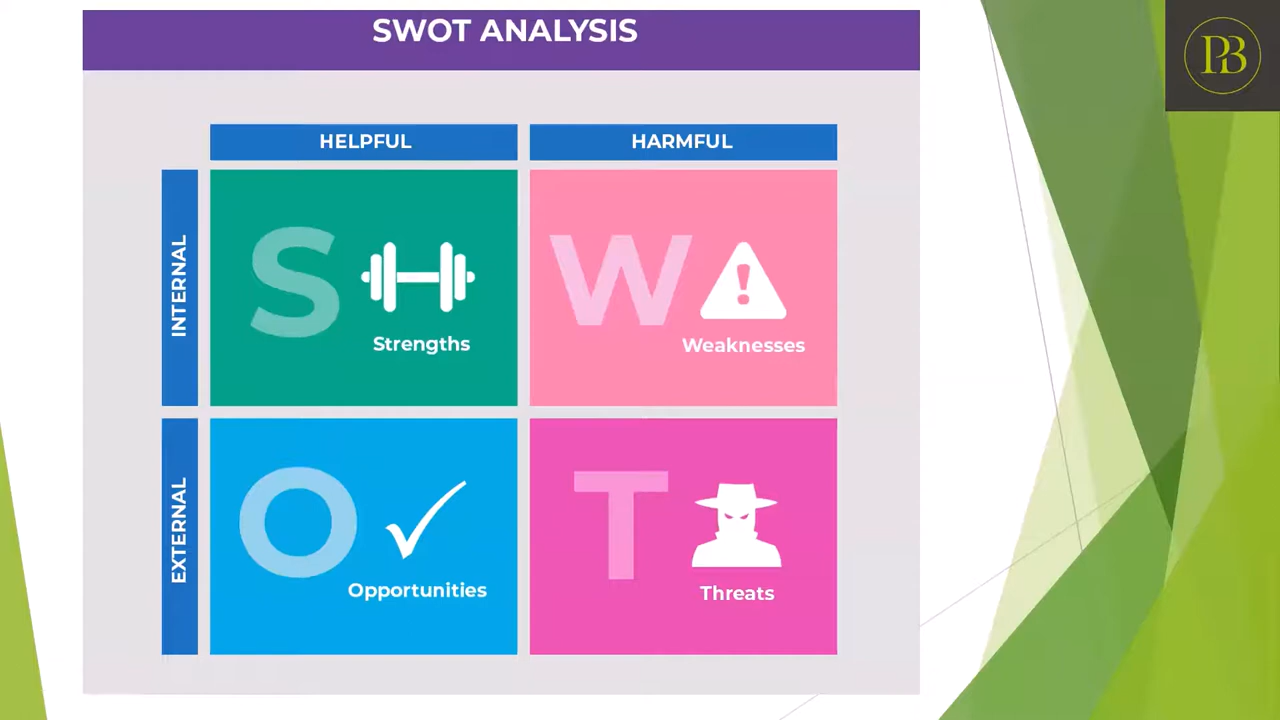 SWOT ANALYSIS
PB
HELPFUL
HARMFUL
INTERNAL
S
Strengths
W
Weaknesses
EXTERNAL
O
Opportunities
T
Threats